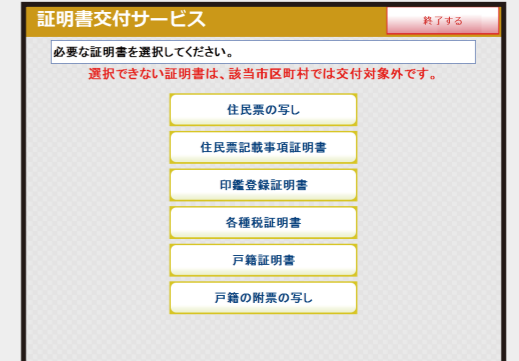 証明書交付サービス
終了する
必要な証明書を選択してください。
選択できない証明書は、該当市区町村では交付対象外です。
住民票の写し
住民票記載事項証明書
印鑑登録証明書
各種税証明書
戸籍証明書
戸籍の附票の写し